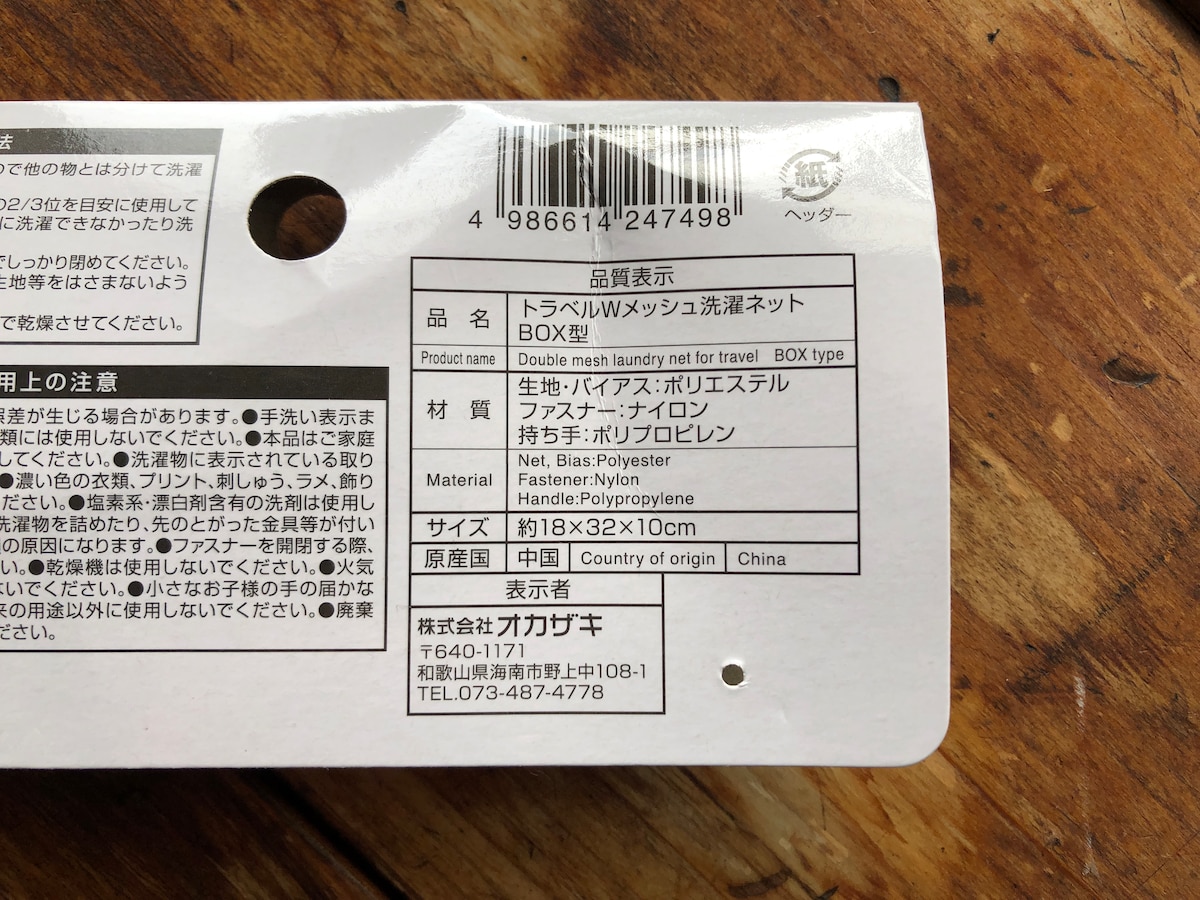 法
ので他の物とは分けて洗濯
の2/3位を目安に使用して
に洗濯できなかったり洗
でしっかり閉めてください。
生地等をはさまないよう
で乾燥させてください。
用上の注意
誤差が生じる場合があります。●手洗い表示ま
類には使用しないでください。●本品はご家庭
してください。●洗濯物に表示されている取り
●濃い色の衣類、プリント、刺しゅう、ラメ、飾り
ださい。●塩素系・漂白剤含有の洗剤は使用し
洗濯物を詰めたり、先のとがった金具等が付い
の原因になります。●ファスナーを開閉する際、
い。●乾燥機は使用しないでください。●火気
ないでください。●小さなお子様の手の届かな
来の用途以外に使用しないでください。●廃棄
ださい。
4 986614 247498
紙
ヘッダー
品質表示
品 名 トラベルWメッシュ洗濯ネット
BOX型
Product name Double mesh laundry net for travel BOX type
材 質 生地・バイアス:ポリエステル
ファスナー:ナイロン
持ち手:ポリプロピレン
Material Net, Bias:Polyester
Fastener:Nylon
Handle:Polypropylene
サイズ 約18×32×10cm
原産国 中国 Country of origin China
表示者
株式会社オカザキ
〒640-1171
和歌山県海南市野上中108-1
TEL.073-487-4778